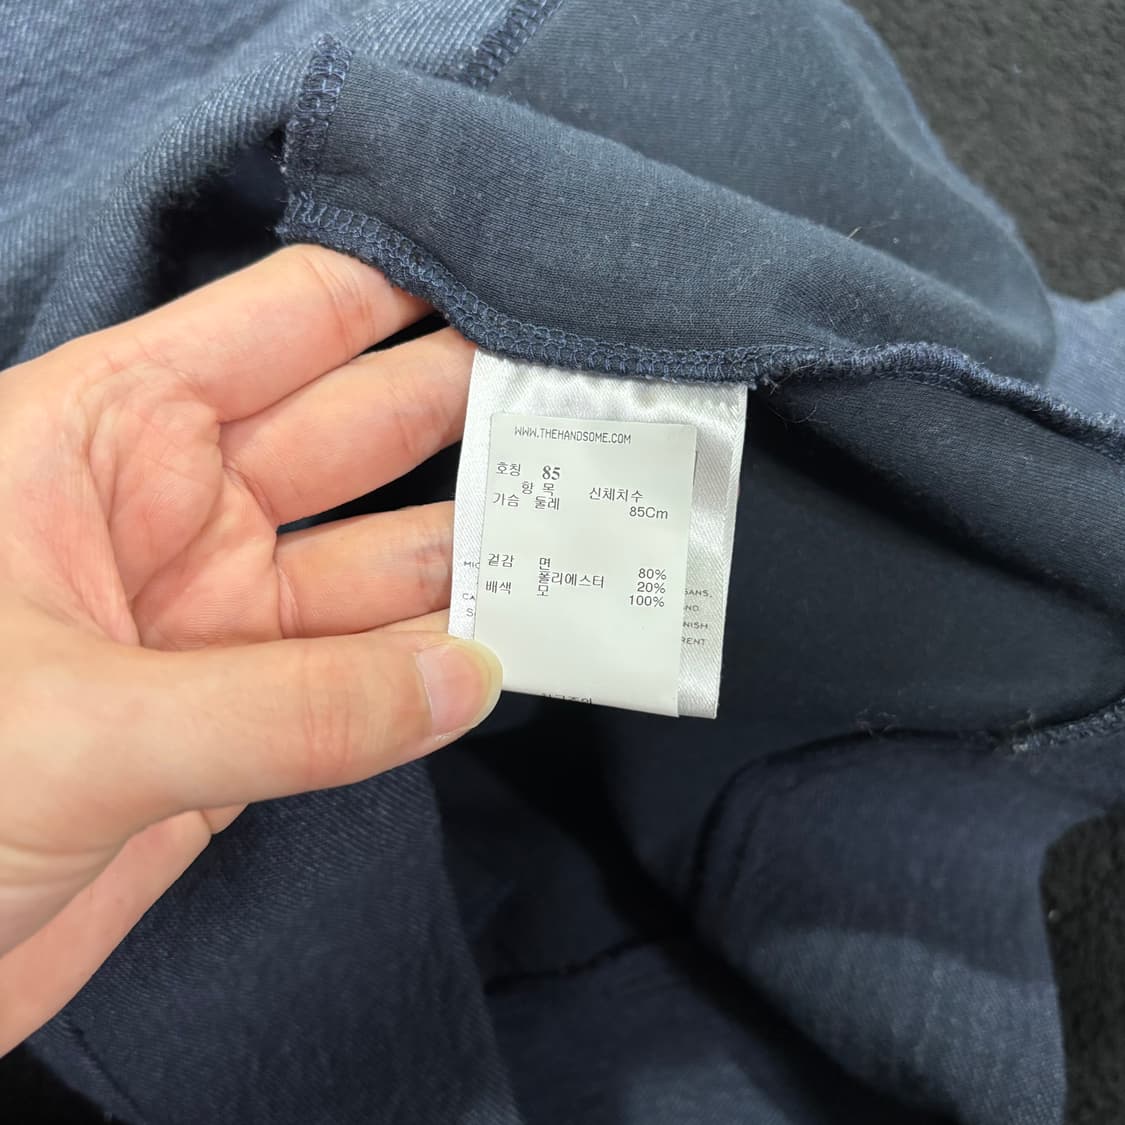 WWW.THEHANDSOME.COM
호칭 85
항 목 신체치수
가슴 둘레 85Cm
겉감 면 80%
폴리에스터 20%
배색 모 100%